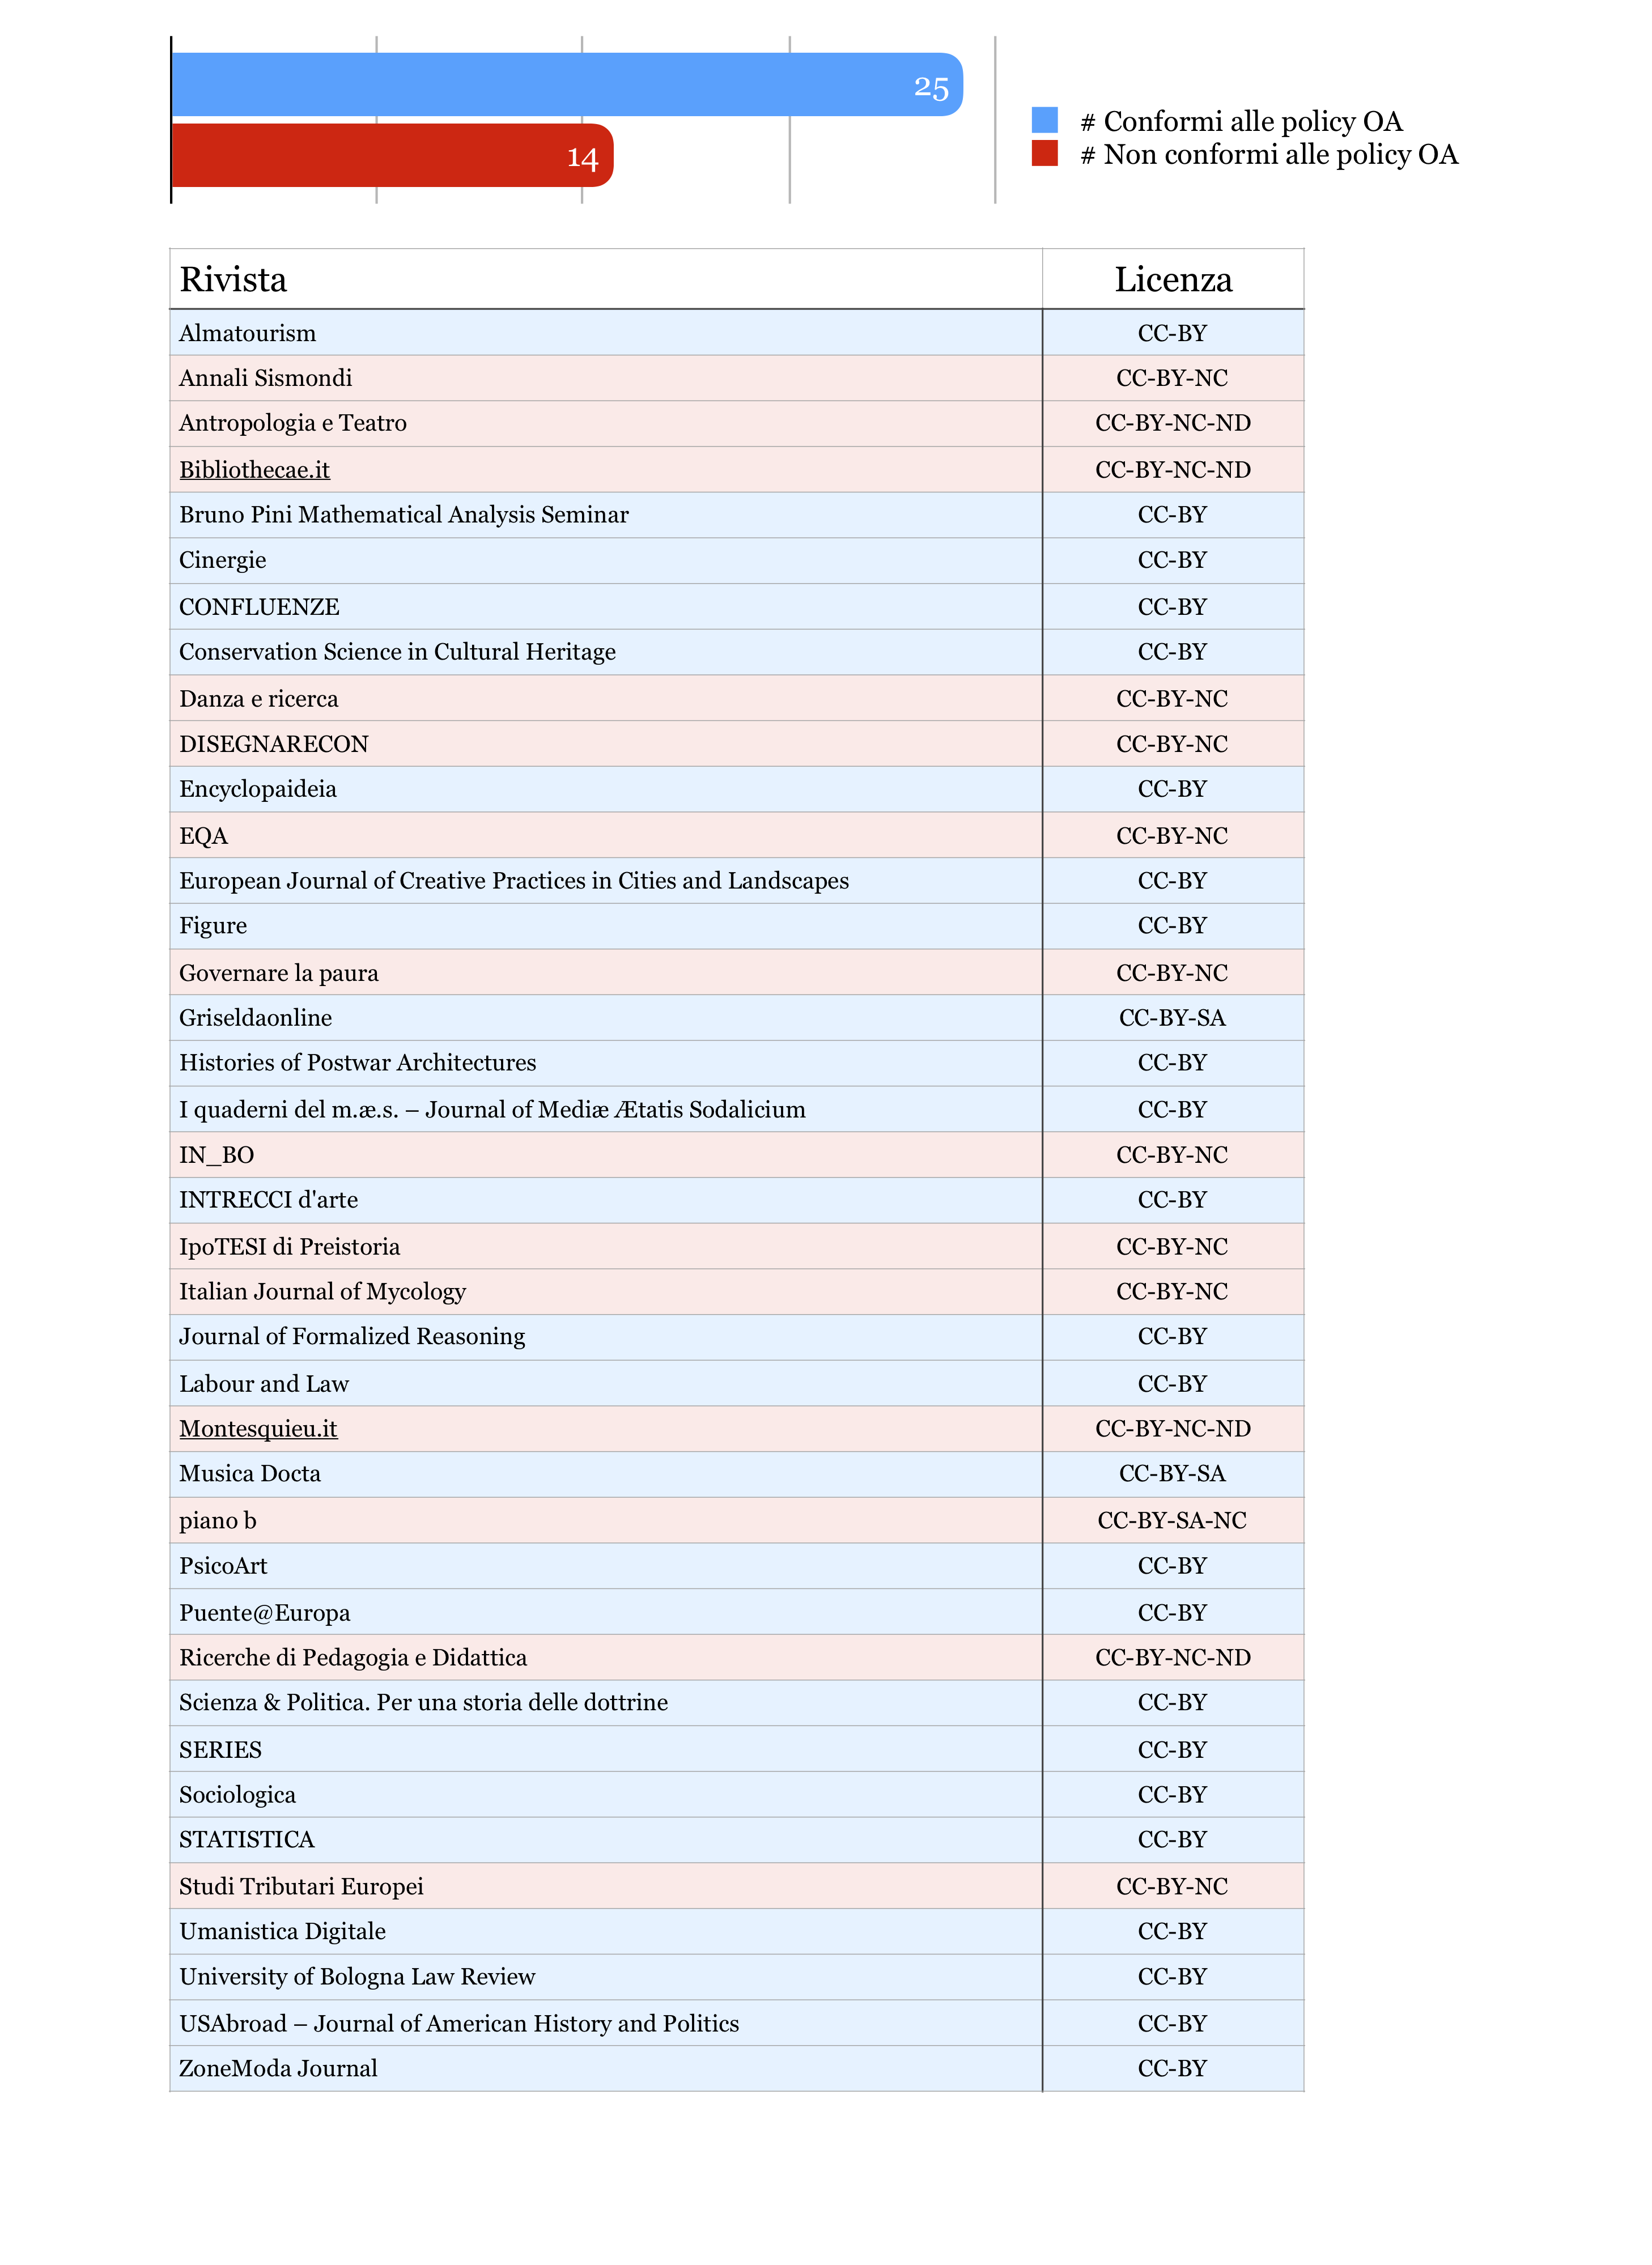 25
14
# Conformi alle policy OA
# Non conformi alle policy OA
Rivista Licenza
Almatourism CC-BY
Annali Sismondi CC-BY-NC
Antropologia e Teatro CC-BY-NC-ND
Bibliothecae.it CC-BY-NC-ND
Bruno Pini Mathematical Analysis Seminar CC-BY
Cinergie CC-BY
CONFLUENZE CC-BY
Conservation Science in Cultural Heritage CC-BY
Danza e ricerca CC-BY-NC
DISEGNARECON CC-BY-NC
Encyclopaideia CC-BY
EQA CC-BY-NC
European Journal of Creative Practices in Cities and Landscapes CC-BY
Figure CC-BY
Governare la paura CC-BY-NC
Griseldaonline CC-BY-SA
Histories of Postwar Architectures CC-BY
I quaderni del m.æ.s. – Journal of Mediæ Ætatis Sodalicium CC-BY
IN_BO CC-BY-NC
INTRECCI d'arte CC-BY
IpoTESI di Preistoria CC-BY-NC
Italian Journal of Mycology CC-BY-NC
Journal of Formalized Reasoning CC-BY
Labour and Law CC-BY
Montesquieu.it CC-BY-NC-ND
Musica Docta CC-BY-SA
piano b CC-BY-SA-NC
PsicoArt CC-BY
Puente@Europa CC-BY
Ricerche di Pedagogia e Didattica CC-BY-NC-ND
Scienza & Politica. Per una storia delle dottrine CC-BY
SERIES CC-BY
Sociologica CC-BY
STATISTICA CC-BY
Studi Tributari Europei CC-BY-NC
Umanistica Digitale CC-BY
University of Bologna Law Review CC-BY
USAbroad – Journal of American History and Politics CC-BY
ZoneModa Journal CC-BY